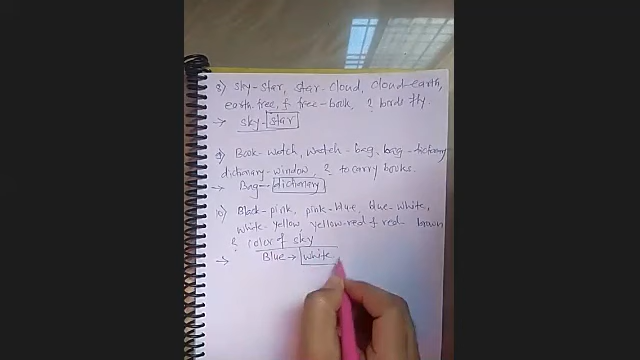 8) Sky-star, star-cloud, cloud-earth,
earth-tree, & tree-book, ? birds fly.
→ sky-star
9) Book-watch, watch-bag, bag-dictionary
dictionary-window, ? to carry books.
→ Bag-dictionary
10) Black-pink, pink-blue, blue-white,
white-yellow, yellow-red & red-brown
? color of sky
→ Blue → white